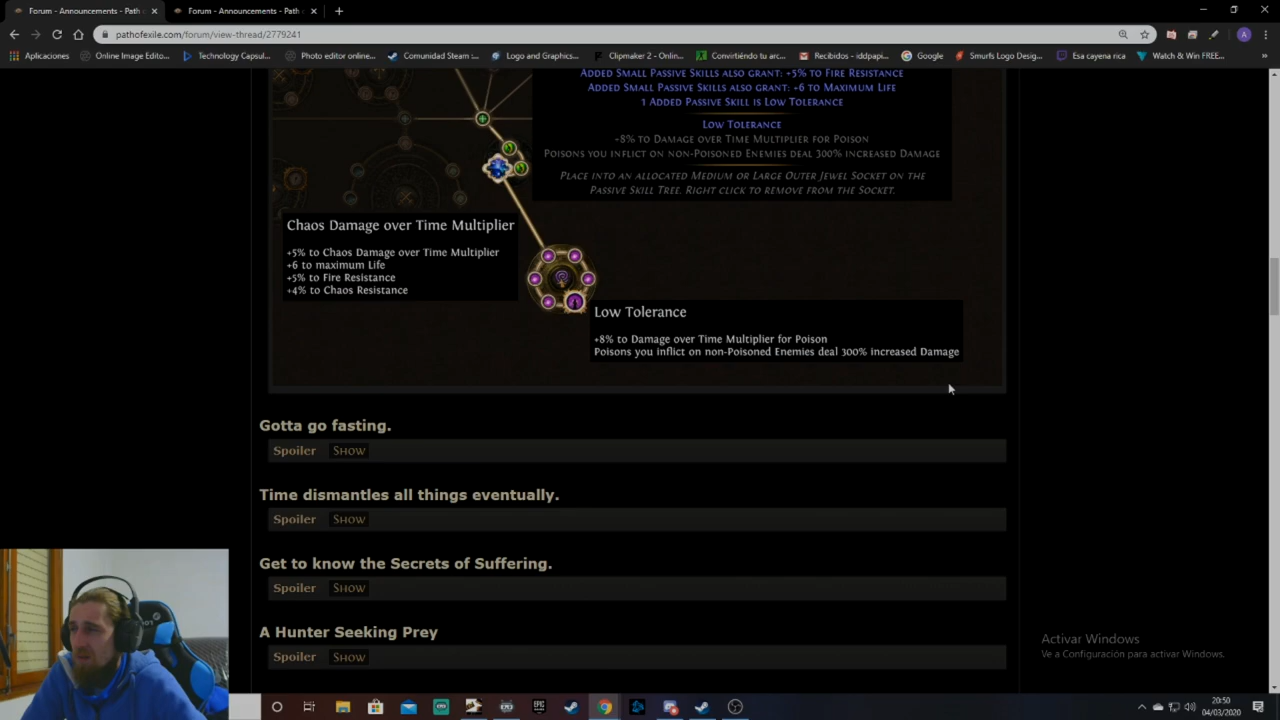 Forum - Announcements - Path c
Forum - Announcements - Path
pathofexile.com/forum/view-thread/2779241
A
Aplicaciones
Online Image Edito...
Technology Capsul...
Photo editor online...
Comunidad Steam :...
Logo and Graphics...
Clipmaker 2 - Onlin...
Convirtiéndo tu arc...
Recibidos - iddpapi...
Google
Smurfs Logo Desig...
Esa cayena rica
Watch & Win FREE...
Added Small Passive Skills also grant: +5% to Fire Resistance
Added Small Passive Skills also grant: +6 to Maximum Life
1 Added Passive Skill is Low Tolerance
Low Tolerance
+8% to Damage over Time Multiplier for Poison
Poisons you inflict on non-Poisoned Enemies deal 300% increased Damage
Place into an allocated Medium or Large Outer Jewel Socket on the
Passive Skill Tree. Right click to remove from the Socket.
Chaos Damage over Time Multiplier
+5% to Chaos Damage over Time Multiplier
+6 to maximum Life
+5% to Fire Resistance
+4% to Chaos Resistance
Low Tolerance
+8% to Damage over Time Multiplier for Poison
Poisons you inflict on non-Poisoned Enemies deal 300% increased Damage
Gotta go fasting.
Spoiler Show
Time dismantles all things eventually.
Spoiler Show
Get to know the Secrets of Suffering.
Spoiler Show
A Hunter Seeking Prey
Spoiler Show
Activar Windows
Ve a Configuración para activar Windows.
EPIC
20:50
04/03/2020